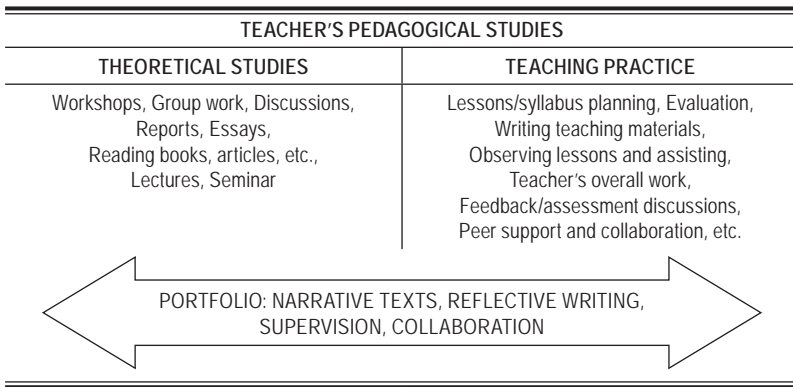 TEACHER'S PEDAGOGICAL STUDIES
THEORETICAL STUDIES
Workshops, Group work, Discussions,
Reports, Essays,
Reading books, articles, etc.,
Lectures, Seminar
TEACHING PRACTICE
Lessons/syllabus planning, Evaluation,
Writing teaching materials,
Observing lessons and assisting,
Teacher's overall work,
Feedback/assessment discussions,
Peer support and collaboration, etc.
PORTFOLIO: NARRATIVE TEXTS, REFLECTIVE WRITING,
SUPERVISION, COLLABORATION